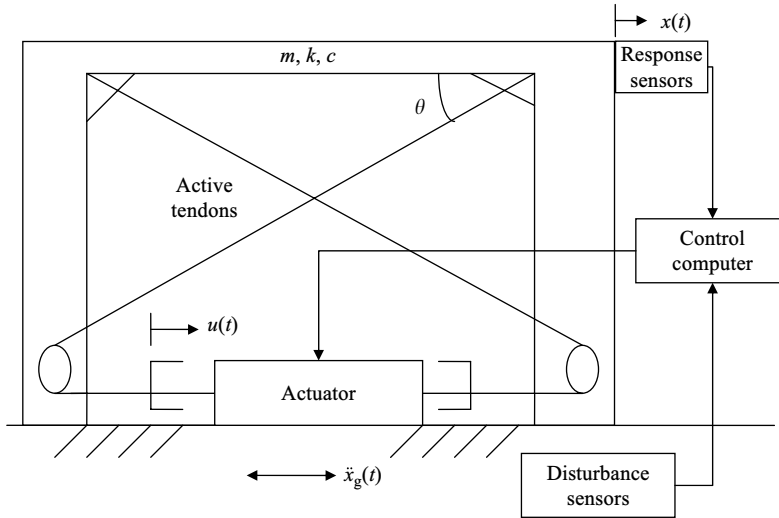 x(t)
m, k, c
Response
sensors
θ
Active
tendons
Control
computer
u(t)
Actuator
ẍg(t)
Disturbance
sensors